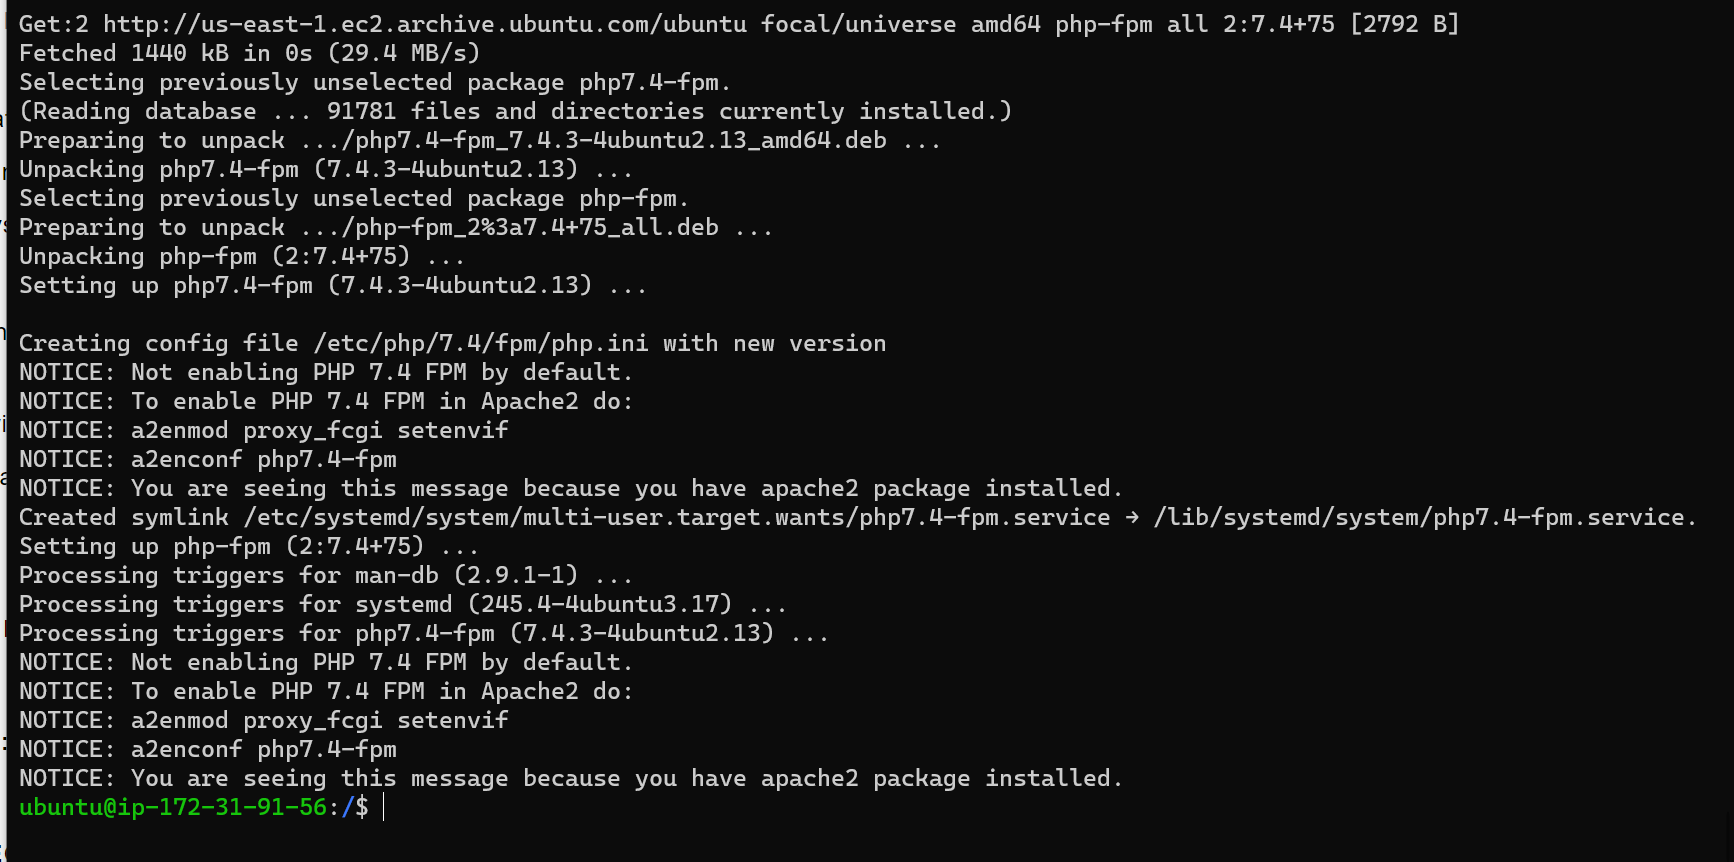 Get:2 http://us-east-1.ec2.archive.ubuntu.com/ubuntu focal/universe amd64 php-fpm all 2:7.4+75 [2792 B]
Fetched 1440 kB in 0s (29.4 MB/s)
Selecting previously unselected package php7.4-fpm.
(Reading database ... 91781 files and directories currently installed.)
Preparing to unpack .../php7.4-fpm_7.4.3-4ubuntu2.13_amd64.deb ...
Unpacking php7.4-fpm (7.4.3-4ubuntu2.13) ...
Selecting previously unselected package php-fpm.
Preparing to unpack .../php-fpm_2%3a7.4+75_all.deb ...
Unpacking php-fpm (2:7.4+75) ...
Setting up php7.4-fpm (7.4.3-4ubuntu2.13) ...

Creating config file /etc/php/7.4/fpm/php.ini with new version
NOTICE: Not enabling PHP 7.4 FPM by default.
NOTICE: To enable PHP 7.4 FPM in Apache2 do:
NOTICE: a2enmod proxy_fcgi setenvif
NOTICE: a2enconf php7.4-fpm
NOTICE: You are seeing this message because you have apache2 package installed.
Created symlink /etc/systemd/system/multi-user.target.wants/php7.4-fpm.service → /lib/systemd/system/php7.4-fpm.service.
Setting up php-fpm (2:7.4+75) ...
Processing triggers for man-db (2.9.1-1) ...
Processing triggers for systemd (245.4-4ubuntu3.17) ...
Processing triggers for php7.4-fpm (7.4.3-4ubuntu2.13) ...
NOTICE: Not enabling PHP 7.4 FPM by default.
NOTICE: To enable PHP 7.4 FPM in Apache2 do:
NOTICE: a2enmod proxy_fcgi setenvif
NOTICE: a2enconf php7.4-fpm
NOTICE: You are seeing this message because you have apache2 package installed.
ubuntu@ip-172-31-91-56:/$